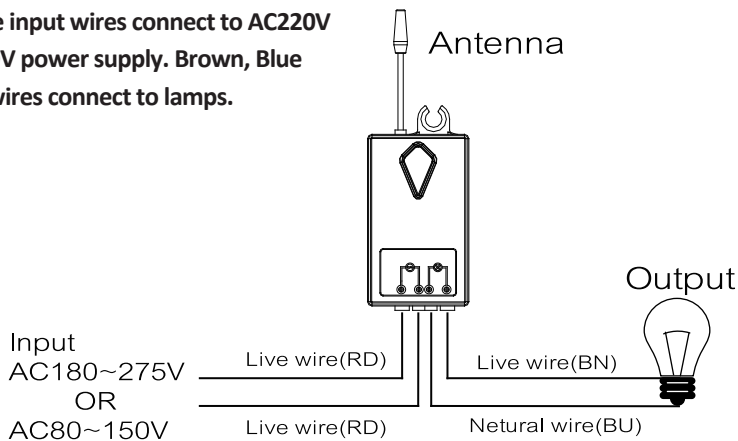 e input wires connect to AC220V
V power supply. Brown, Blue
wires connect to lamps.
Antenna
Output
Input
AC180~275V
OR
AC80~150V
Live wire(RD)
Live wire(BN)
Live wire(RD)
Netural wire(BU)